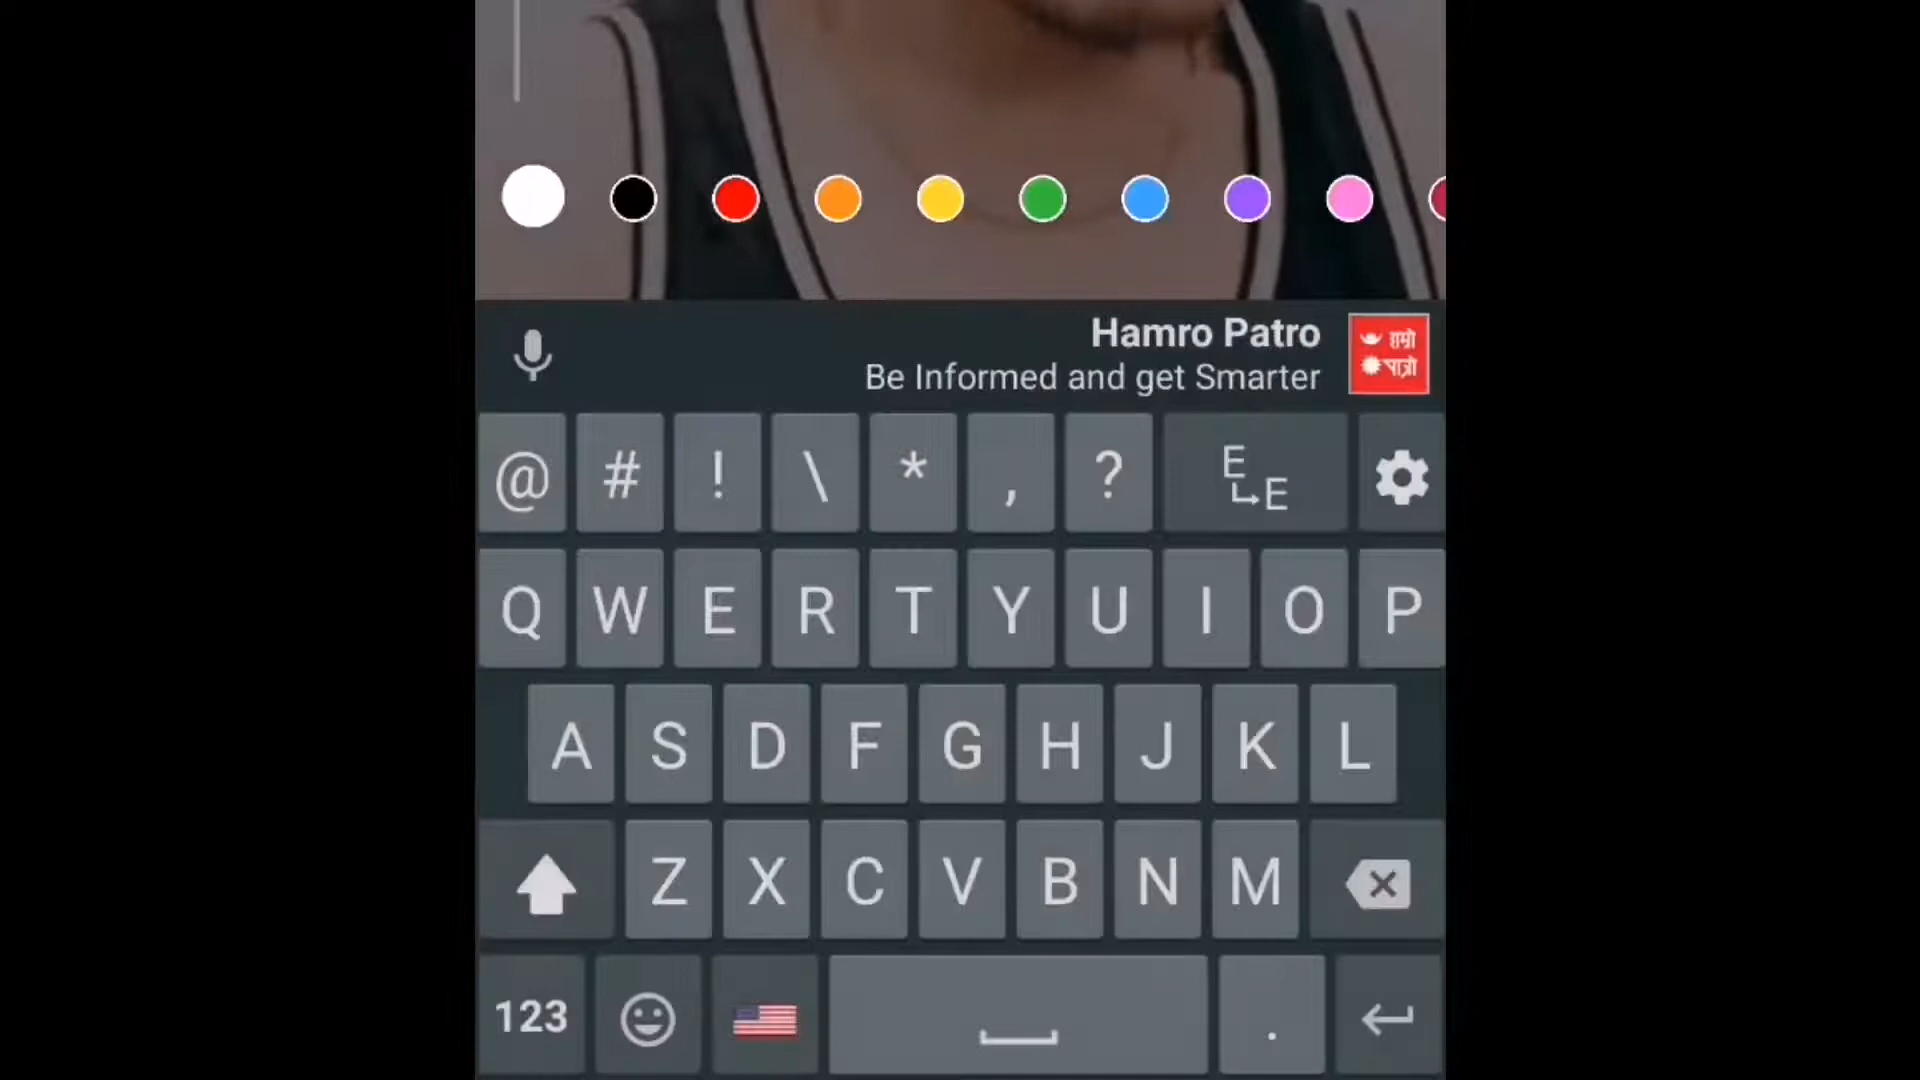 Hamro Patro
Be Informed and get Smarter
हाम्रो
पात्रो
@ # ! \ * , ? E E
Q W E R T Y U I O P
A S D F G H J K L
Z X C V B N M
123 .